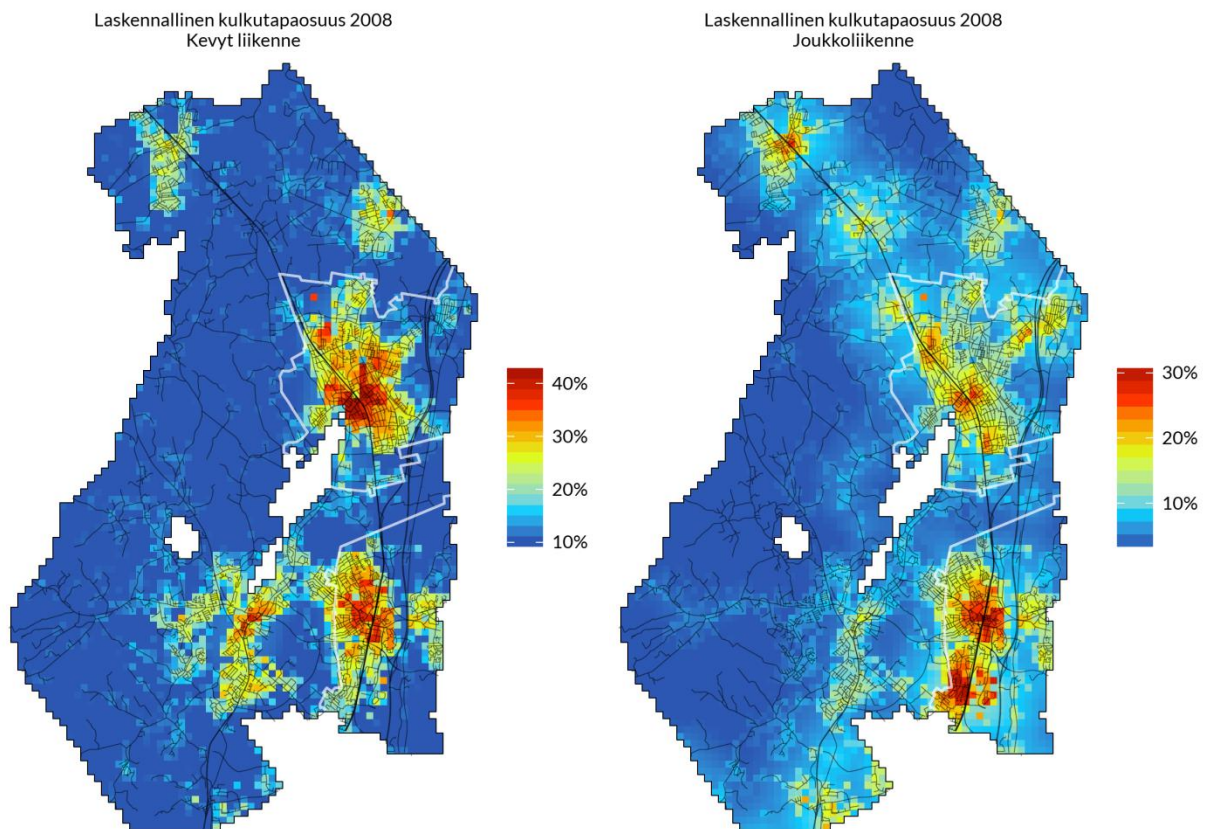 Laskennallinen kulkutapaosuus 2008
Kevyt liikenne
40%
30%
20%
10%
Laskennallinen kulkutapaosuus 2008
Joukkoliikenne
30%
20%
10%